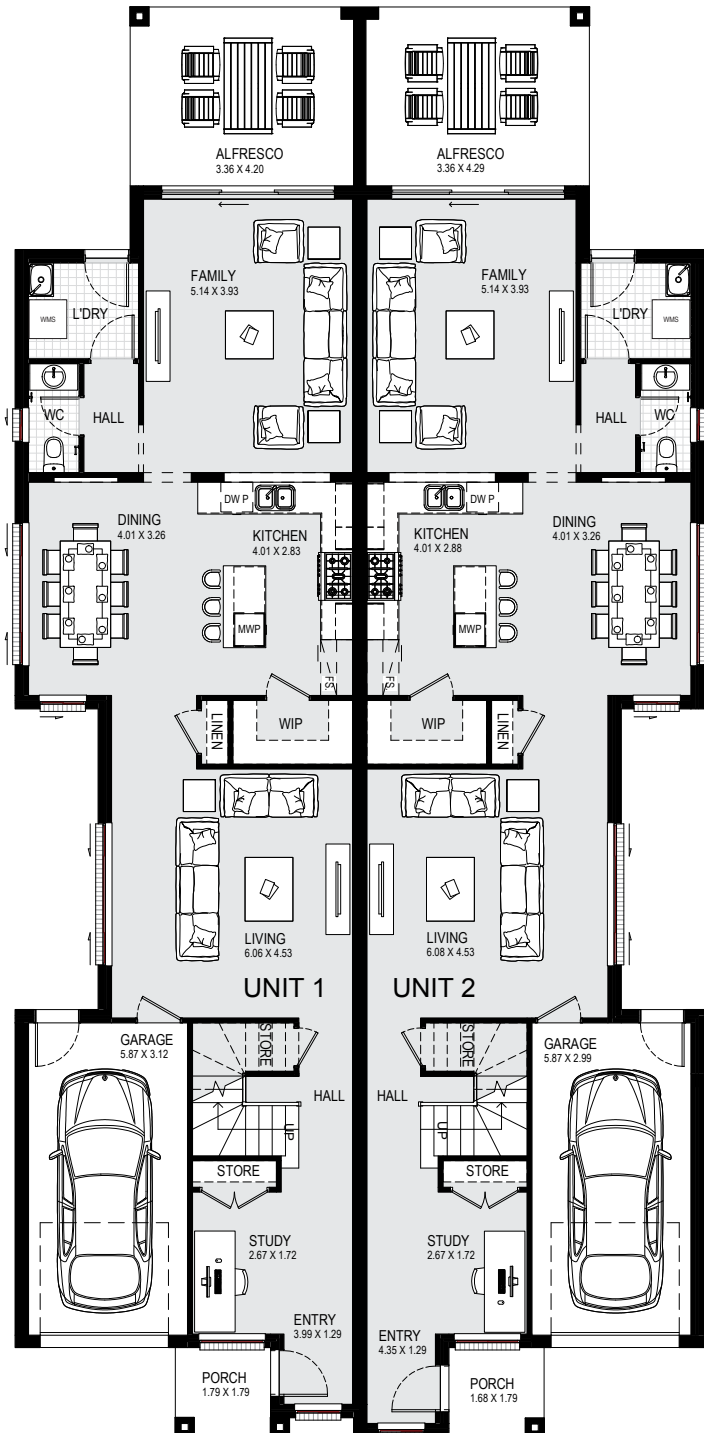 ALFRESCO
3.36 X 4.20
ALFRESCO
3.36 X 4.29
FAMILY
5.14 X 3.93
FAMILY
5.14 X 3.93
L'DRY
WMS
L'DRY
WMS
WC
HALL
HALL
WC
DW P
DW P
DINING
4.01 X 3.26
KITCHEN
4.01 X 2.83
KITCHEN
4.01 X 2.88
DINING
4.01 X 3.26
MWP
MWP
FS
FS
LINEN
WIP
WIP
LINEN
LIVING
6.06 X 4.53
LIVING
6.08 X 4.53
UNIT 1
UNIT 2
GARAGE
5.87 X 3.12
STORE
STORE
GARAGE
5.87 X 2.99
HALL
HALL
UP
UP
STORE
STORE
STUDY
2.67 X 1.72
STUDY
2.67 X 1.72
ENTRY
3.99 X 1.29
ENTRY
4.35 X 1.29
PORCH
1.79 X 1.79
PORCH
1.68 X 1.79